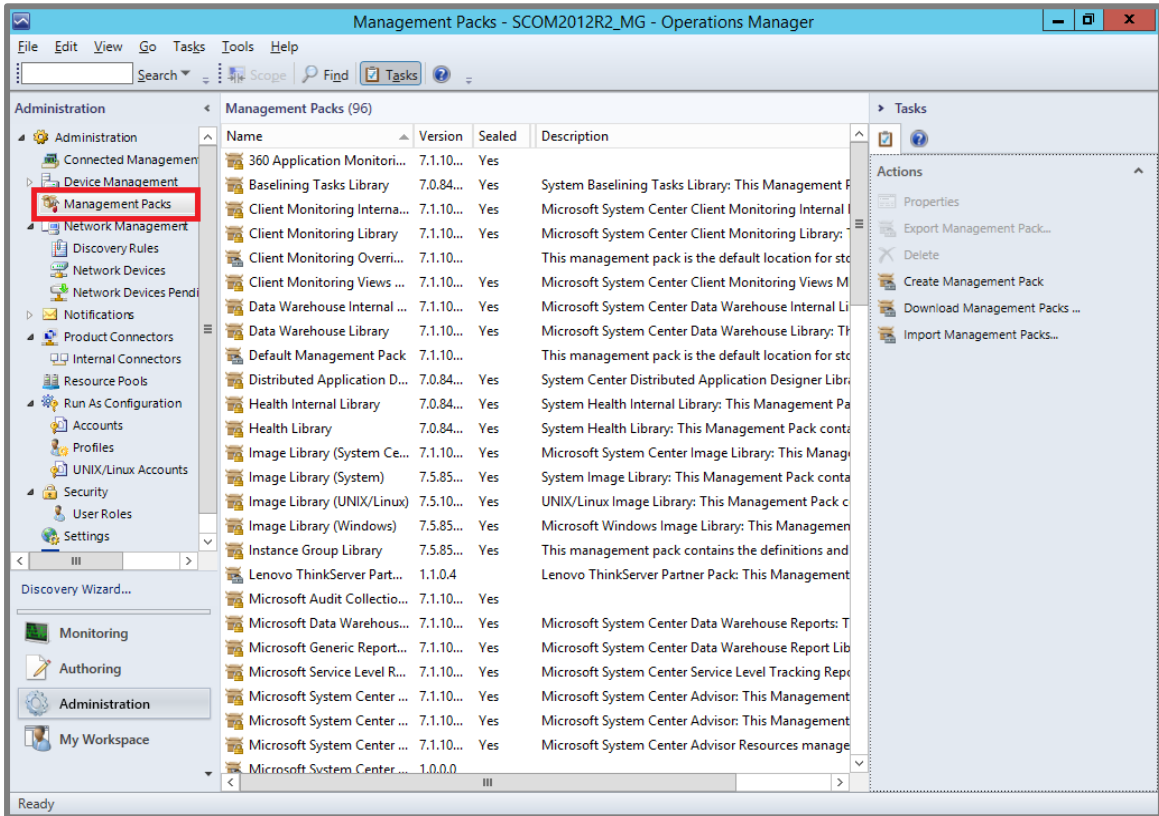 Management Packs - SCOM2012R2_MG - Operations Manager
File Edit View Go Tasks Tools Help
Search Scope Find Tasks
Administration
Administration
Connected Managemen
Device Management
Management Packs
Network Management
Discovery Rules
Network Devices
Network Devices Pendi
Notifications
Product Connectors
Internal Connectors
Resource Pools
Run As Configuration
Accounts
Profiles
UNIX/Linux Accounts
Security
User Roles
Settings
Discovery Wizard...
Monitoring
Authoring
Administration
My Workspace
Management Packs (96)
Name Version Sealed Description
360 Application Monitori... 7.1.10... Yes
Baselining Tasks Library 7.0.84... Yes System Baselining Tasks Library: This Management P
Client Monitoring Interna... 7.1.10... Yes Microsoft System Center Client Monitoring Internal
Client Monitoring Library 7.1.10... Yes Microsoft System Center Client Monitoring Library:
Client Monitoring Overri... 7.1.10... This management pack is the default location for sto
Client Monitoring Views ... 7.1.10... Yes Microsoft System Center Client Monitoring Views M
Data Warehouse Internal ... 7.1.10... Yes Microsoft System Center Data Warehouse Internal Li
Data Warehouse Library 7.1.10... Yes Microsoft System Center Data Warehouse Library: Th
Default Management Pack 7.1.10... This management pack is the default location for sto
Distributed Application D... 7.0.84... Yes System Center Distributed Application Designer Libra
Health Internal Library 7.0.84... Yes System Health Internal Library: This Management Pa
Health Library 7.0.84... Yes System Health Library: This Management Pack conta
Image Library (System Ce... 7.1.10... Yes Microsoft System Center Image Library: This Manag
Image Library (System) 7.5.85... Yes System Image Library: This Management Pack conta
Image Library (UNIX/Linux) 7.5.10... Yes UNIX/Linux Image Library: This Management Pack c
Image Library (Windows) 7.5.85... Yes Microsoft Windows Image Library: This Managemen
Instance Group Library 7.5.85... Yes This management pack contains the definitions and
Lenovo ThinkServer Part... 1.1.0.4 Lenovo ThinkServer Partner Pack: This Management
Microsoft Audit Collectio... 7.1.10... Yes
Microsoft Data Warehous... 7.1.10... Yes Microsoft System Center Data Warehouse Reports: T
Microsoft Generic Report... 7.1.10... Yes Microsoft System Center Data Warehouse Report Lib
Microsoft Service Level R... 7.1.10... Yes Microsoft System Center Service Level Tracking Repo
Microsoft System Center ... 7.1.10... Yes Microsoft System Center Advisor: This Management
Microsoft System Center ... 7.1.10... Yes Microsoft System Center Advisor: This Management
Microsoft System Center ... 7.1.10... Yes Microsoft System Center Advisor Resources manage
Microsoft System Center ... 1.0.0.0
Tasks
Actions
Properties
Export Management Pack...
Delete
Create Management Pack
Download Management Packs ...
Import Management Packs...
Ready